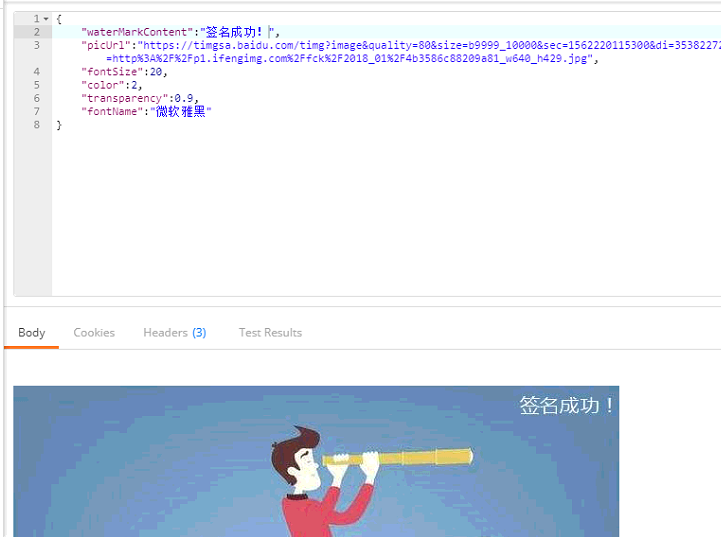 1 {
2 "waterMarkContent":"签名成功！",
3 "picUrl":"https://timgsa.baidu.com/timg?image&quality=80&size=b9999_10000&sec=1562220115300&di=35382272
=http%3A%2F%2Fp1.ifengimg.com%2Ffck%2F2018_01%2F4b3586c88209a81_w640_h429.jpg",
4 "fontSize":20,
5 "color":2,
6 "transparency":0.9,
7 "fontName":"微软雅黑"
8 }
Body Cookies Headers (3) Test Results
签名成功！